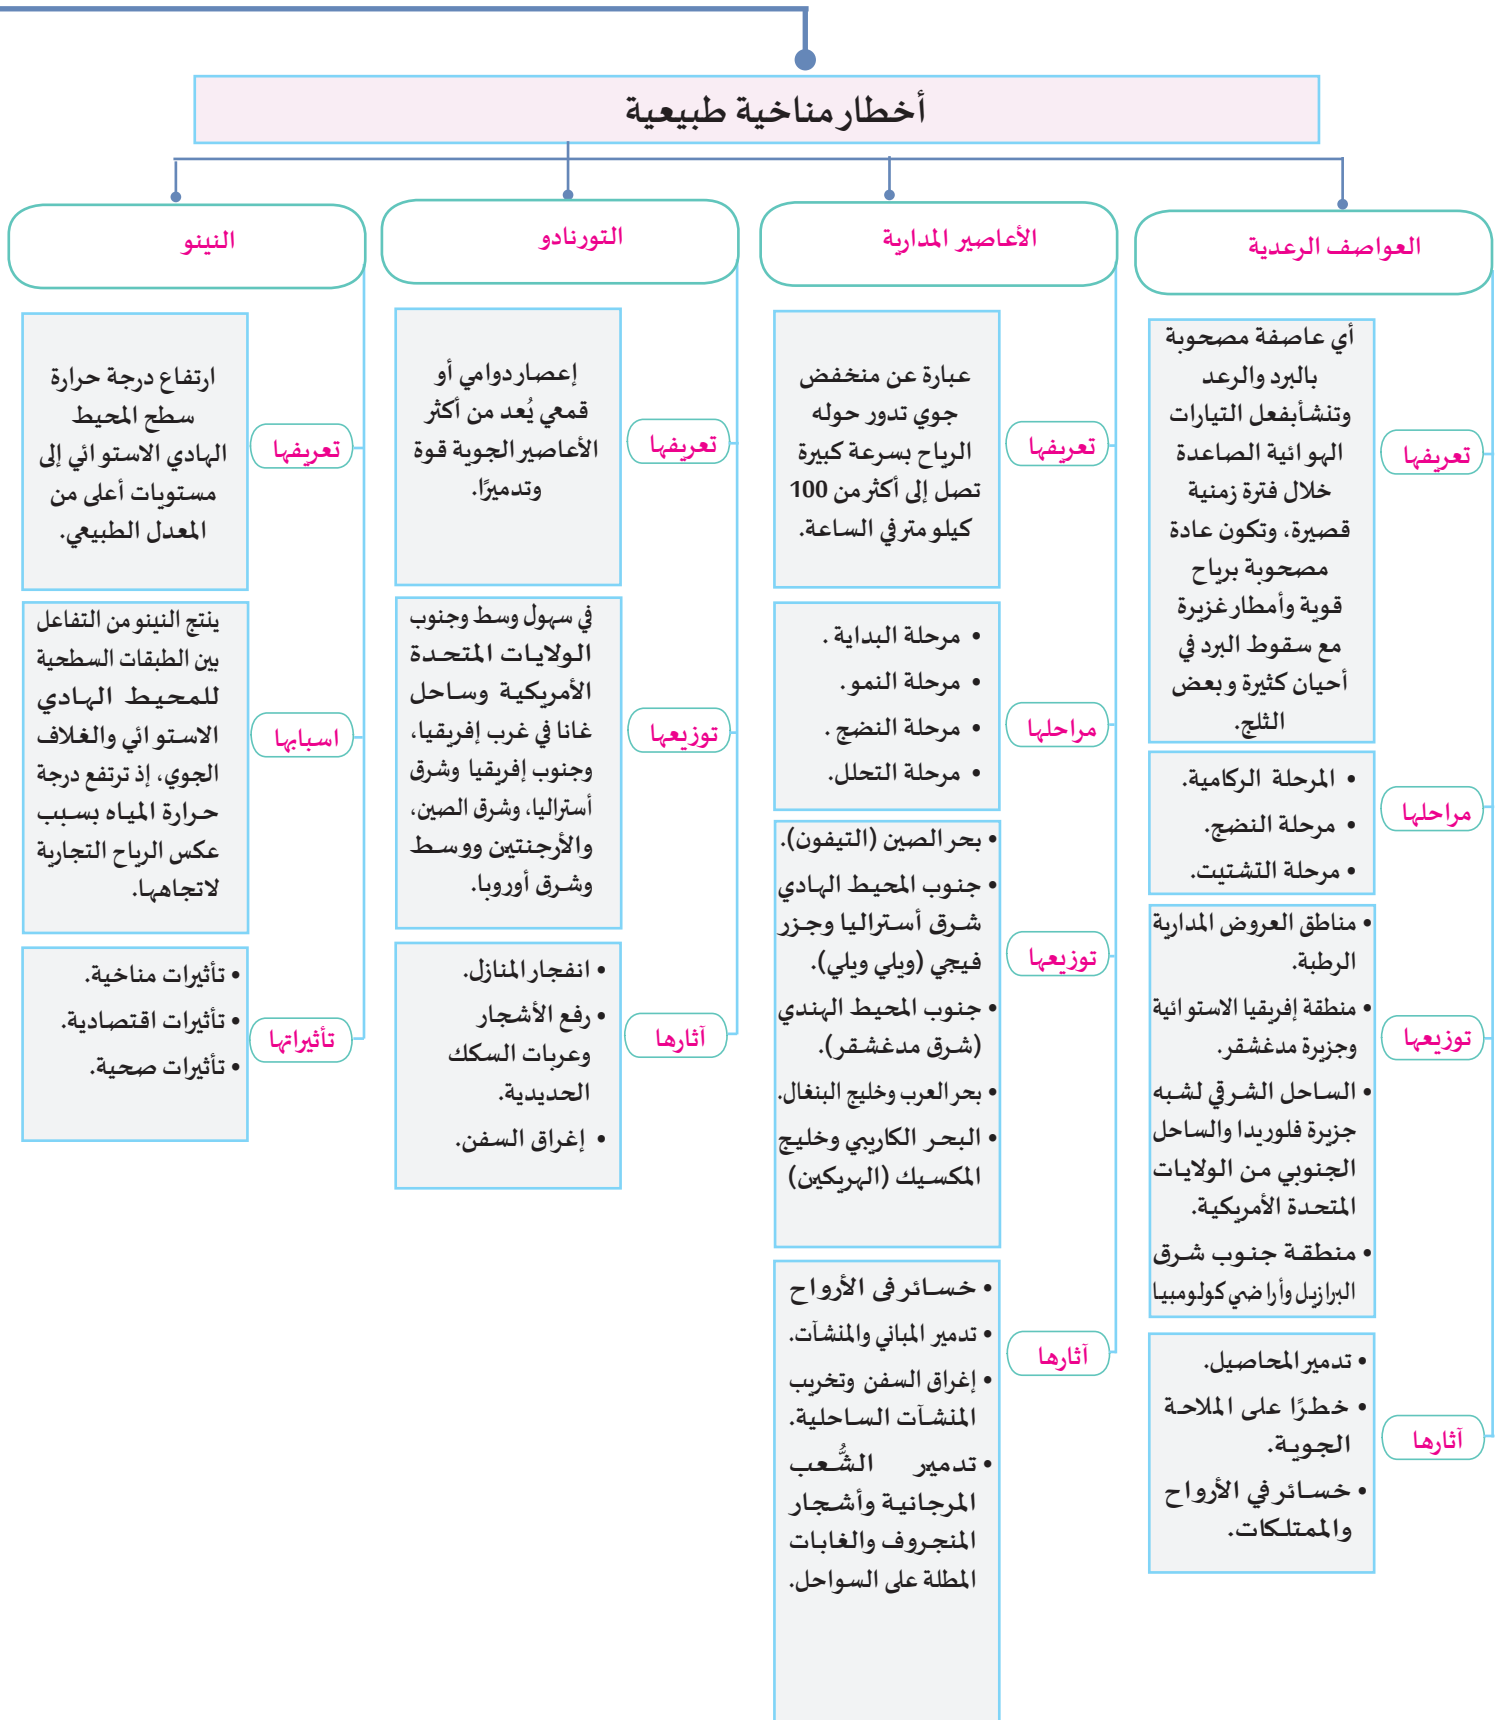 أخطار مناخية طبيعية
العواصف الرعدية
تعريفها
أي عاصفة مصحوبة
بالبرد والرعد
وتنشأبفعل التيارات
الهوائية الصاعدة
خلال فترة زمنية
قصيرة، وتكون عادة
مصحوبة برياح
قوية وأمطار غزيرة
مع سقوط البرد في
أحيان كثيرة وبعض
الثلج.
مراحلها
• المرحلة الركامية.
• مرحلة النضج.
• مرحلة التشتيت.
توزيعها
• مناطق العروض المدارية
الرطبة.
• منطقة إفريقيا الاستوائية
وجزيرة مدغشقر.
• الساحل الشرقي لشبه
جزيرة فلوريدا والساحل
الجنوبي من الولايات
المتحدة الأمريكية.
• منطقة جنوب شرق
البرازيل وأراضي كولومبيا
آثارها
• تدمير المحاصيل.
• خطرًا على الملاحة
الجوية.
• خسائر في الأرواح
والممتلكات.
الأعاصير المدارية
تعريفها
عبارة عن منخفض
جوي تدور حوله
الرياح بسرعة كبيرة
تصل إلى أكثر من 100
كيلو متر في الساعة.
مراحلها
• مرحلة البداية .
• مرحلة النمو .
• مرحلة النضج .
• مرحلة التحلل.
توزيعها
• بحر الصين (التيفون).
• جنوب المحيط الهادي
شرق أستراليا وجزر
فيجي (ويلي ويلي).
• جنوب المحيط الهندي
(شرق مدغشقر).
• بحر العرب وخليج البنغال.
• البحر الكاريبي وخليج
المكسيك (الهريكين)
آثارها
• خسائر فى الأرواح
• تدمير المباني والمنشآت.
• إغراق السفن وتخريب
المنشآت الساحلية.
• تدمير الشُّعب
المرجانية وأشجار
المنجروف والغابات
المطلة على السواحل.
التورنادو
تعريفها
إعصار دوامي أو
قمعي يُعد من أكثر
الأعاصير الجوية قوة
وتدميرًا.
توزيعها
في سهول وسط وجنوب
الولايات المتحدة
الأمريكية وساحل
غانا في غرب إفريقيا،
وجنوب إفريقيا وشرق
أستراليا، وشرق الصين،
والأرجنتين ووسط
وشرق أوروبا.
آثارها
• انفجار المنازل.
• رفع الأشجار
وعربات السكك
الحديدية.
• إغراق السفن.
النينو
تعريفها
ارتفاع درجة حرارة
سطح المحيط
الهادي الاستوائي إلى
مستويات أعلى من
المعدل الطبيعي.
اسبابها
ينتج النينو من التفاعل
بين الطبقات السطحية
للمحيط الهادي
الاستوائي والغلاف
الجوي، إذ ترتفع درجة
حرارة المياه بسبب
عكس الرياح التجارية
لاتجاهها.
تأثيراتها
• تأثيرات مناخية.
• تأثيرات اقتصادية.
• تأثيرات صحية.